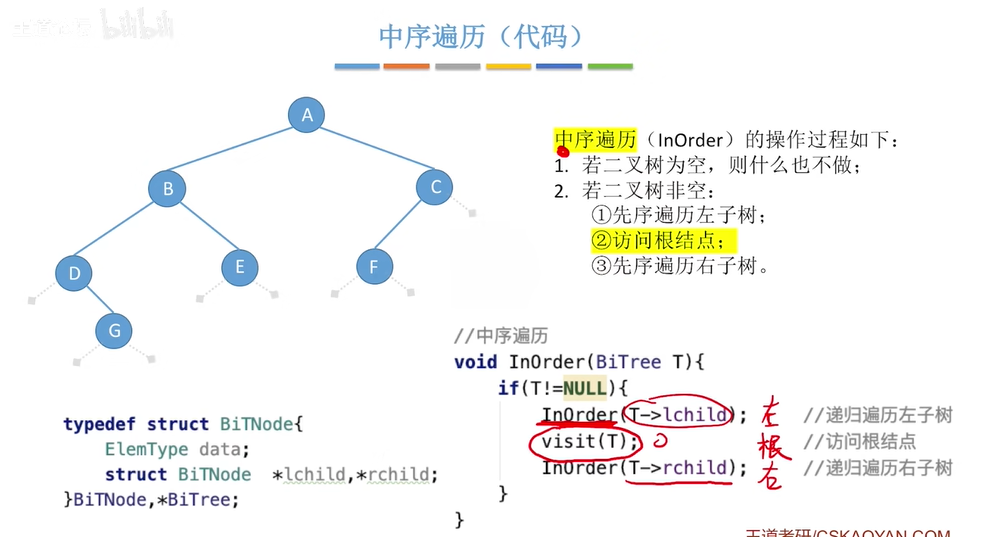 中序遍历（代码）
A
B
C
D
E
F
G
中序遍历（InOrder）的操作过程如下：
1. 若二叉树为空，则什么也不做；
2. 若二叉树非空：
①先序遍历左子树；
②访问根结点；
③先序遍历右子树。
//中序遍历
void InOrder(BiTree T){
if(T!=NULL){
InOrder(T->lchild); 左 //递归遍历左子树
visit(T); 根 //访问根结点
InOrder(T->rchild); 右 //递归遍历右子树
}
}
typedef struct BiTNode{
ElemType data;
struct BiTNode *lchild,*rchild;
}BiTNode,*BiTree;
王道考研/CSKAOYAN.COM